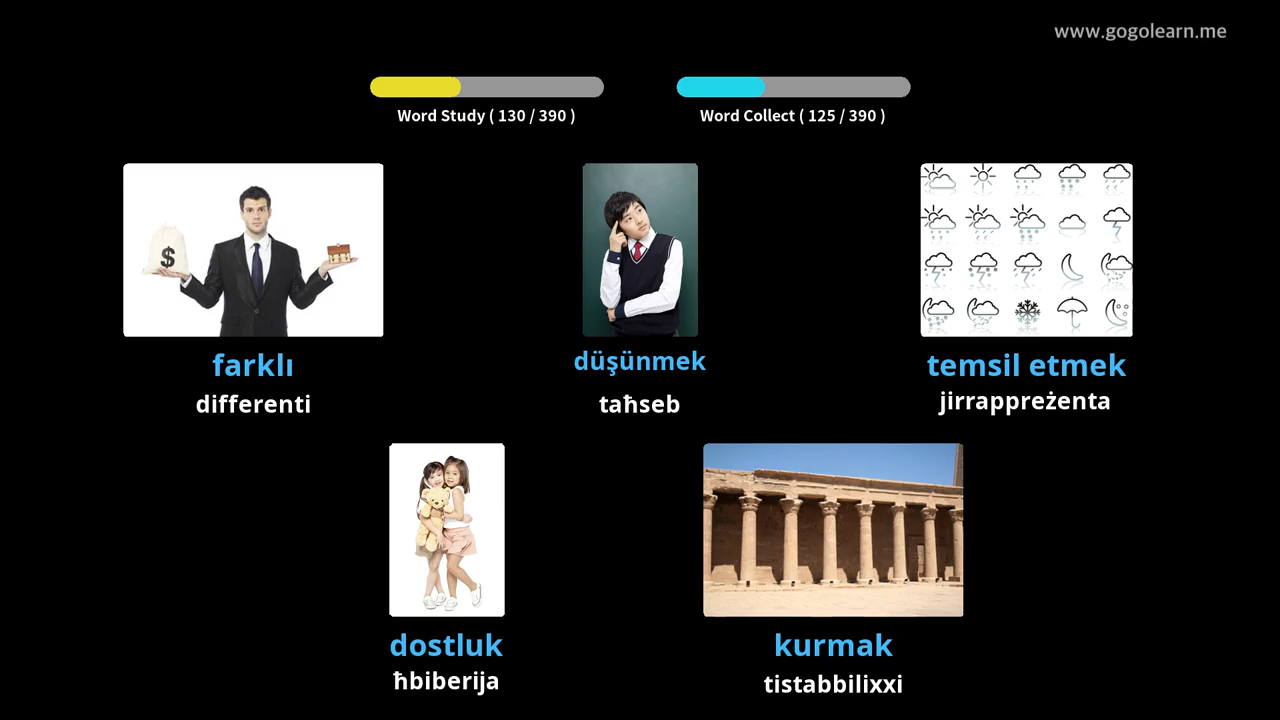 www.gogolearn.me
Word Study ( 130 / 390 )
Word Collect ( 125 / 390 )
$
farklı
differenti
düşünmek
taħseb
temsil etmek
jirrappreżenta
dostluk
ħbiberija
kurmak
tistabbilixxi